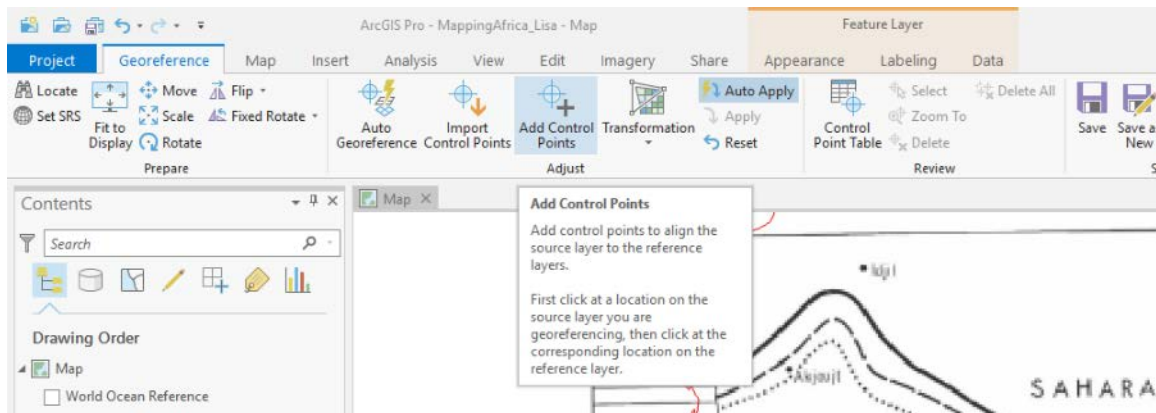 ArcGIS Pro - MappingAfrica_Lisa - Map
Feature Layer
Project Georeference Map Insert Analysis View Edit Imagery Share Appearance Labeling Data
Locate
Set SRS
Fit to
Display
Move
Scale
Rotate
Flip
Fixed Rotate
Prepare
Auto
Georeference
Import
Control Points
Add Control
Points
Transformation
Auto Apply
Apply
Reset
Adjust
Control
Point Table
Select
Zoom To
Delete
Delete All
Review
Save
Save a
New
S
Contents
Search
Drawing Order
Map
World Ocean Reference
Map
Add Control Points
Add control points to align the
source layer to the reference
layers.
First click at a location on the
source layer you are
georeferencing, then click at the
corresponding location on the
reference layer.
Idjil
Akjoujt
SAHARA